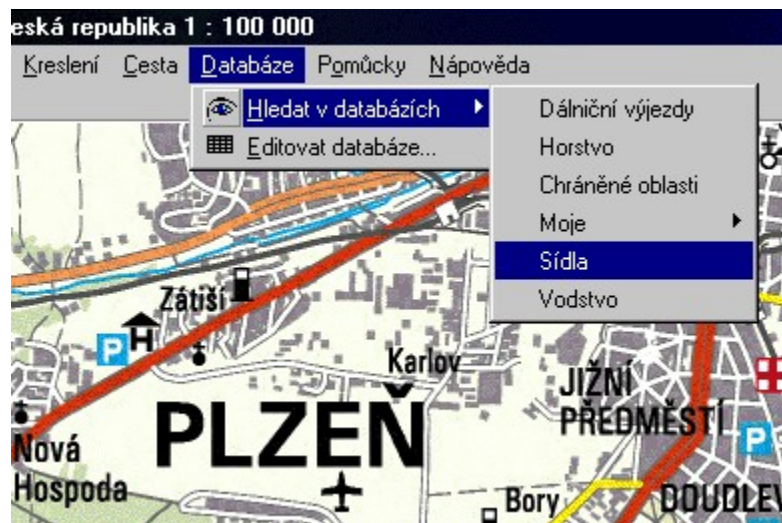 eská republika 1 : 100 000
Kreslení Cesta Databáze Pomůcky Nápověda
Hledat v databázích
Editovat databáze...
Dálniční výjezdy
Horstvo
Chráněné oblasti
Moje
Sídla
Vodstvo
Zátiší
P
H
Karlov
JIŽNÍ
PŘEDMĚSTÍ
PLZEŇ
P
Nová
Hospoda
Bory
DOUDLEV